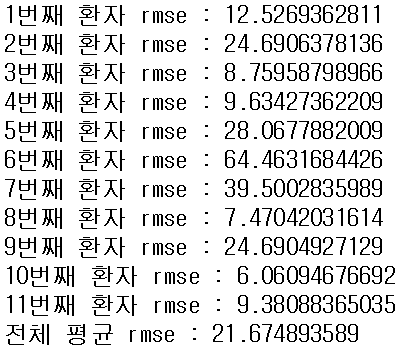 1번째 환자 rmse : 12.5269362811
2번째 환자 rmse : 24.6906378136
3번째 환자 rmse : 8.75958798966
4번째 환자 rmse : 9.63427362209
5번째 환자 rmse : 28.0677882009
6번째 환자 rmse : 64.4631684426
7번째 환자 rmse : 39.5002835989
8번째 환자 rmse : 7.47042031614
9번째 환자 rmse : 24.6904927129
10번째 환자 rmse : 6.06094676692
11번째 환자 rmse : 9.38088365035
전체 평균 rmse : 21.674893589